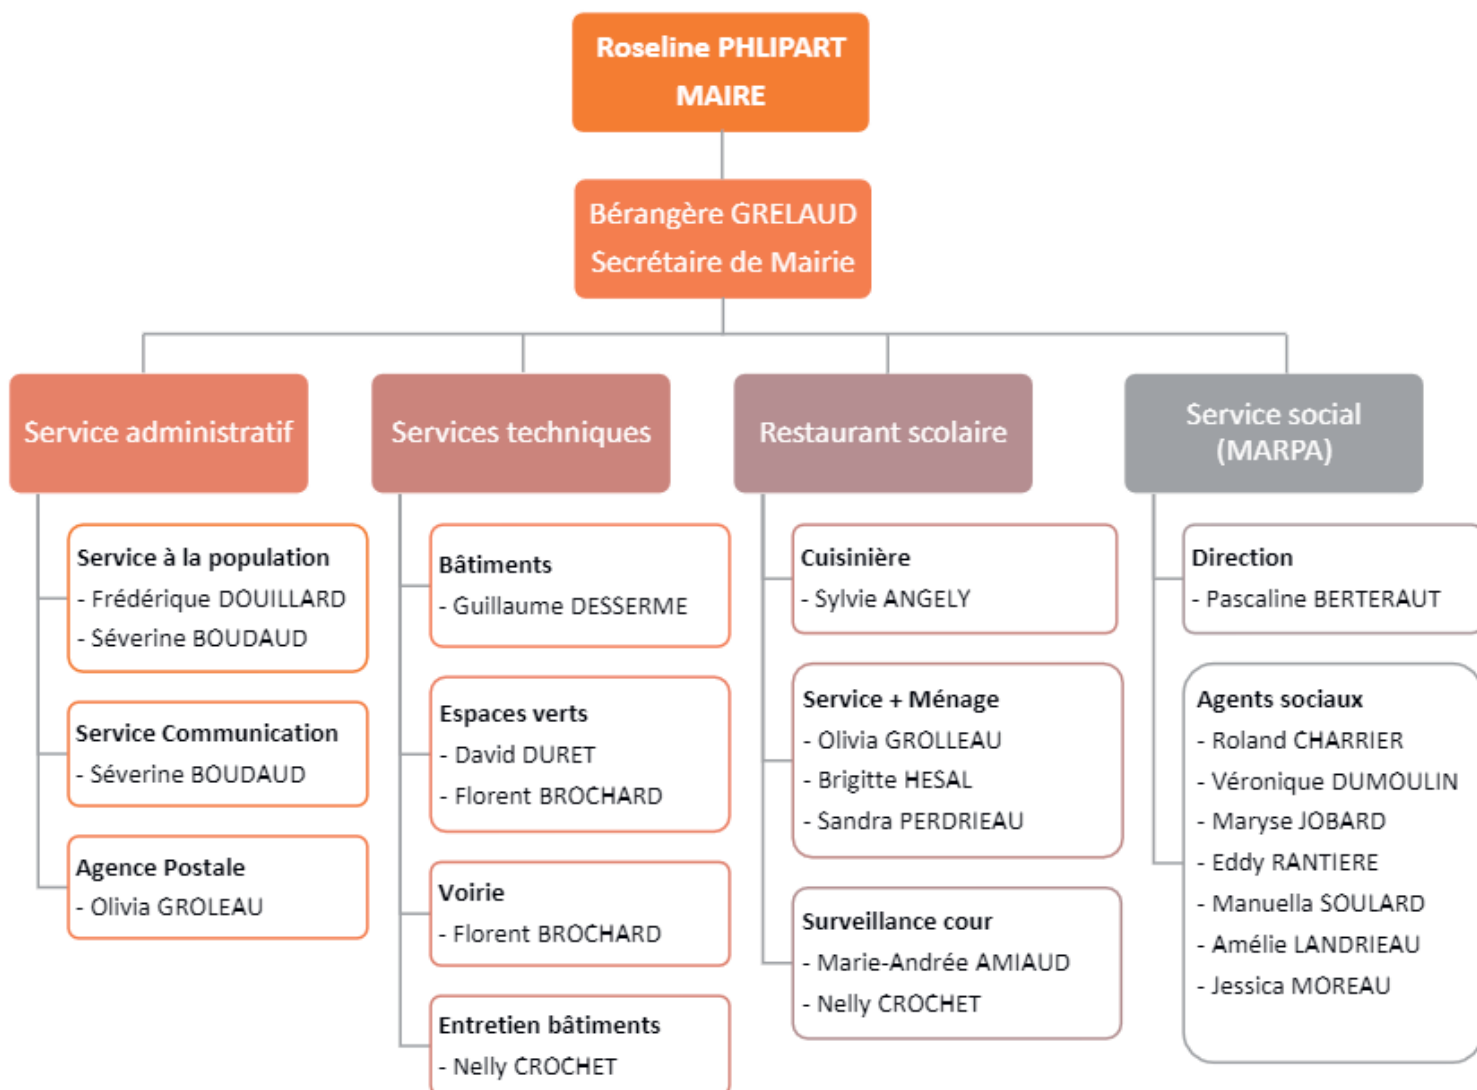 Roseline PHLIPART
MAIRE
Bérangère GRELAUD
Secrétaire de Mairie
Service administratif
Service à la population
- Frédérique DOUILLARD
- Séverine BOUDAUD
Service Communication
- Séverine BOUDAUD
Agence Postale
- Olivia GROLEAU
Services techniques
Bâtiments
- Guillaume DESSERME
Espaces verts
- David DURET
- Florent BROCHARD
Voirie
- Florent BROCHARD
Entretien bâtiments
- Nelly CROCHET
Restaurant scolaire
Cuisinière
- Sylvie ANGELY
Service + Ménage
- Olivia GROLLEAU
- Brigitte HESAL
- Sandra PERDRIEAU
Surveillance cour
- Marie-Andrée AMIAUD
- Nelly CROCHET
Service social
(MARPA)
Direction
- Pascaline BERTERAUT
Agents sociaux
- Roland CHARRIER
- Véronique DUMOULIN
- Maryse JOBARD
- Eddy RANTIERE
- Manuella SOULARD
- Amélie LANDRIEAU
- Jessica MOREAU